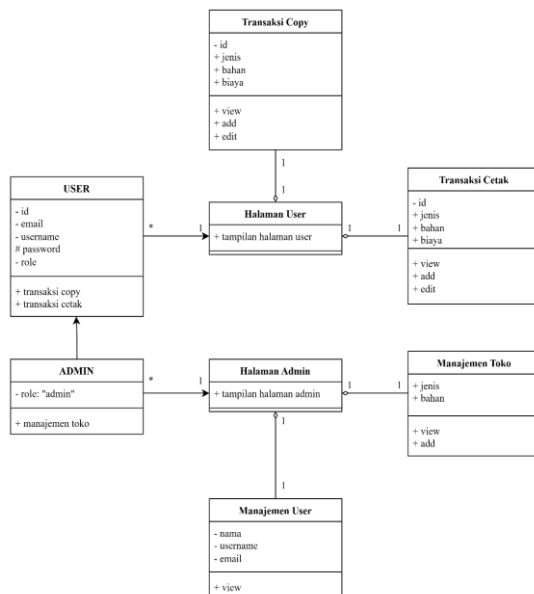 Transaksi Copy
- id
+ jenis
+ bahan
+ biaya
+ view
+ add
+ edit
1
1
USER
- id
- email
- username
# password
- role
+ transaksi copy
+ transaksi cetak
*
1
Halaman User
+ tampilan halaman user
1
1
Transaksi Cetak
- id
+ jenis
+ bahan
+ biaya
+ view
+ add
+ edit
ADMIN
- role: "admin"
+ manajemen toko
*
1
Halaman Admin
+ tampilan halaman admin
1
1
Manajemen Toko
+ jenis
+ bahan
+ view
+ add
1
1
Manajemen User
- nama
- username
- email
+ view